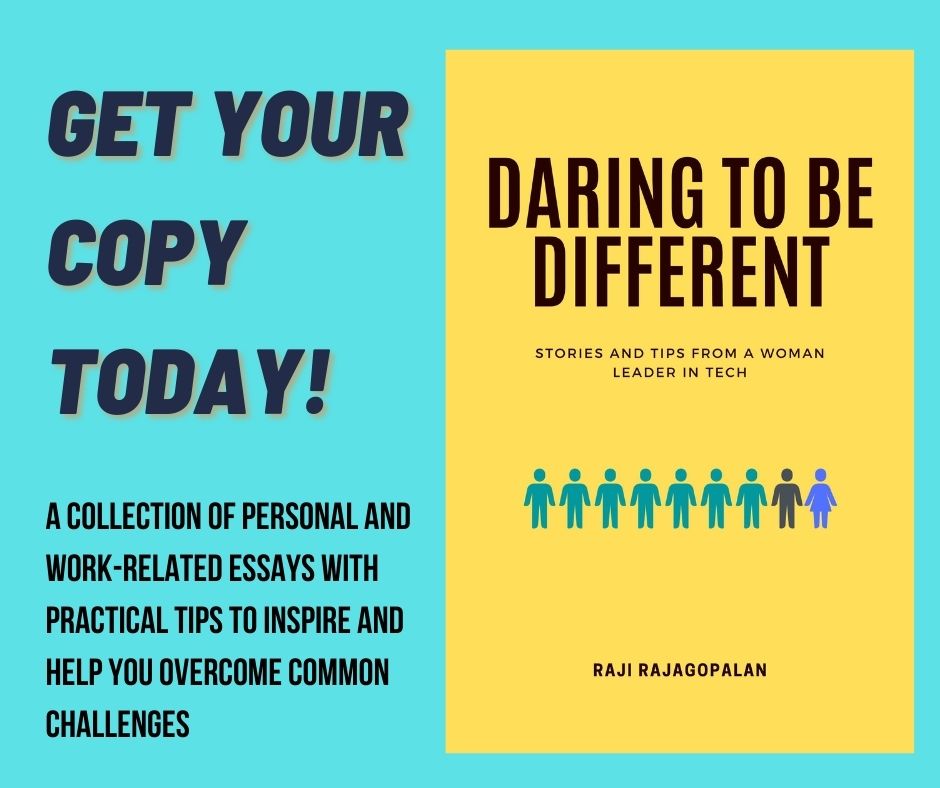 GET YOUR
COPY
TODAY!
A COLLECTION OF PERSONAL AND
WORK-RELATED ESSAYS WITH
PRACTICAL TIPS TO INSPIRE AND
HELP YOU OVERCOME COMMON
CHALLENGES
DARING TO BE
DIFFERENT
STORIES AND TIPS FROM A WOMAN
LEADER IN TECH
RAJI RAJAGOPALAN